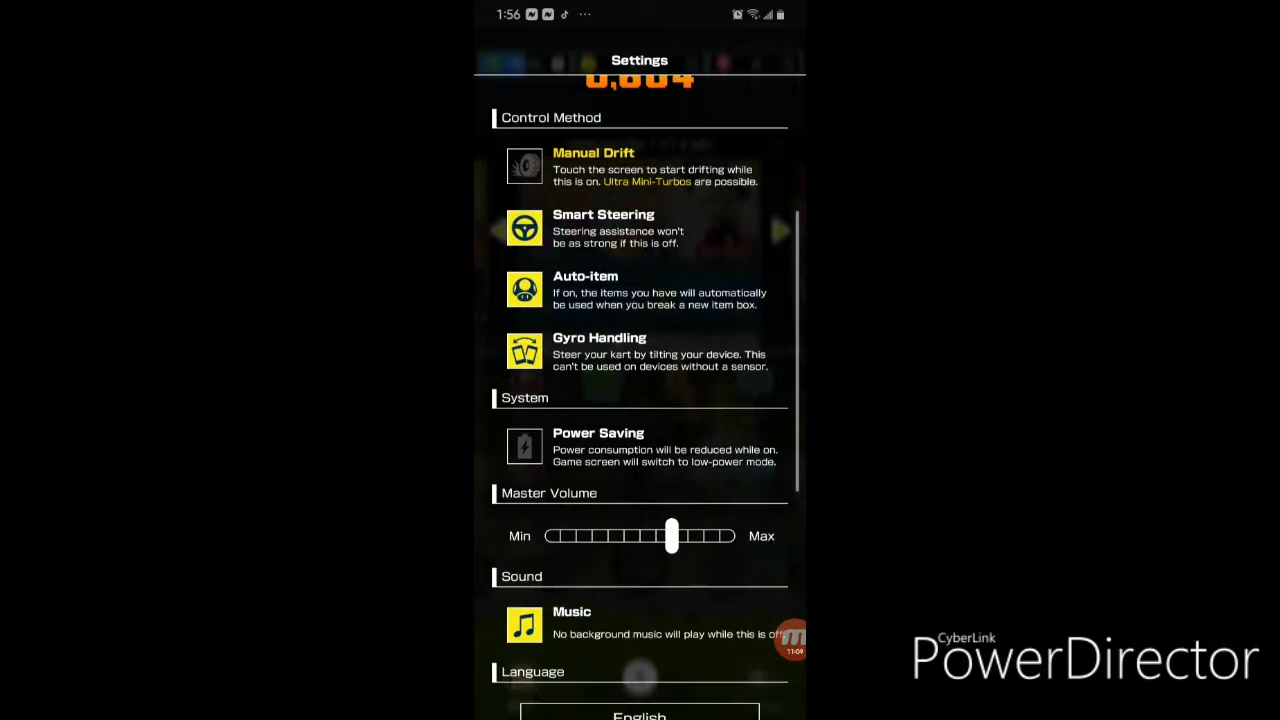 1:56
Settings
Control Method
Manual Drift
Touch the screen to start drifting while
this is on. Ultra Mini-Turbos are possible.
Smart Steering
Steering assistance won't
be as strong if this is off.
Auto-item
If on, the items you have will automatically
be used when you break a new item box.
Gyro Handling
Steer your kart by tilting your device. This
can't be used on devices without a sensor.
System
Power Saving
Power consumption will be reduced while on.
Game screen will switch to low-power mode.
Master Volume
Min Max
Sound
Music
No background music will play while this is off
11:09
Language
English
CyberLink
PowerDirector